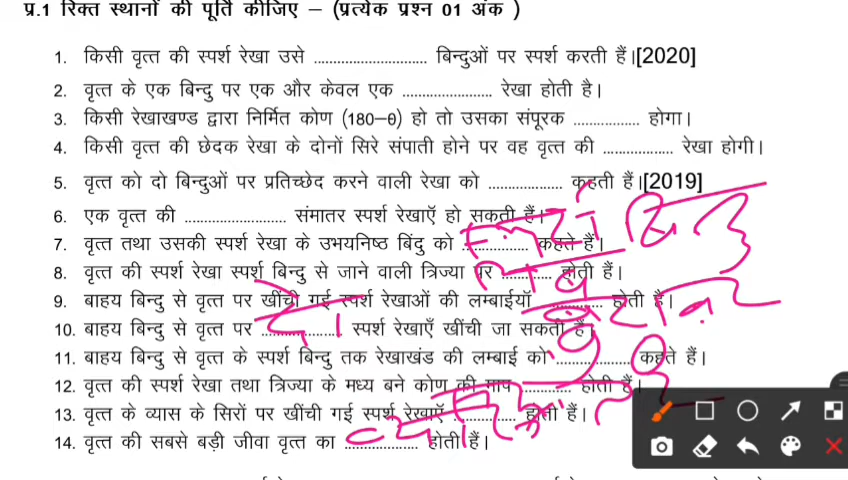 प्र.1 रिक्त स्थानों की पूर्ति कीजिए – (प्रत्येक प्रश्न 01 अंक )
1. किसी वृत्त की स्पर्श रेखा उसे ............................ बिन्दुओं पर स्पर्श करती हैं।[2020]
2. वृत्त के एक बिन्दु पर एक और केवल एक ...................... रेखा होती है।
3. किसी रेखाखण्ड द्वारा निर्मित कोण (180–θ) हो तो उसका संपूरक ................ होगा।
4. किसी वृत्त की छेदक रेखा के दोनों सिरे संपाती होने पर वह वृत्त की ................. रेखा होगी।
5. वृत्त को दो बिन्दुओं पर प्रतिच्छेद करने वाली रेखा को .................. कहती हैं।[2019]
6. एक वृत्त की ......................... संमातर स्पर्श रेखाऍ हो सकती हैं।
7. वृत्त तथा उसकी स्पर्श रेखा के उभयनिष्ठ बिंदु को ................ कहते हैं। स्पर्श बिन्दु
8. वृत्त की स्पर्श रेखा स्पर्श बिन्दु से जाने वाली त्रिज्या पर ............ होती हैं।
9. बाहय बिन्दु से वृत्त पर खींची गई स्पर्श रेखाओं की लम्बाईयॉ ............ होती है। बराबर
10. बाहय बिन्दु से वृत्त पर .................... स्पर्श रेखाएँ खींची जा सकती हैं। दो
11. बाहय बिन्दु से वृत्त के स्पर्श बिन्दु तक रेखाखंड की लम्बाई को .................. कहते हैं।
12. वृत्त की स्पर्श रेखा तथा त्रिज्या के मध्य बने कोण की माप ............ होती हैं।
13. वृत्त के व्यास के सिरों पर खींची गई स्पर्श रेखाऍ ................ होती हैं।
14. वृत्त की सबसे बड़ी जीवा वृत्त का .................. होती हैं।